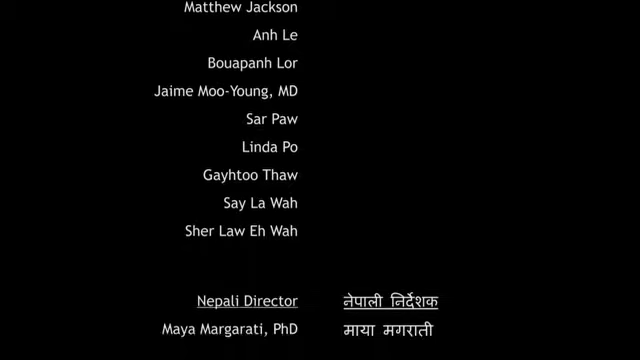 Matthew Jackson
Anh Le
Bouapanh Lor
Jaime Moo-Young, MD
Sar Paw
Linda Po
Gayhtoo Thaw
Say La Wah
Sher Law Eh Wah
Nepali Director नेपाली निर्देशक
Maya Margarati, PhD माया मगराती